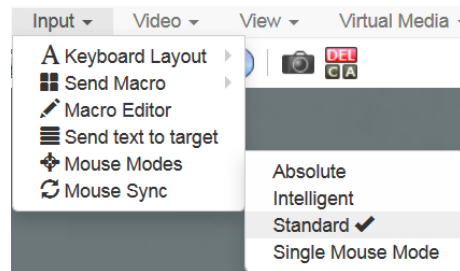 Input Video View Virtual Media
DEL
C A
Keyboard Layout
Send Macro
Macro Editor
Send text to target
Mouse Modes
Mouse Sync
Absolute
Intelligent
Standard
Single Mouse Mode